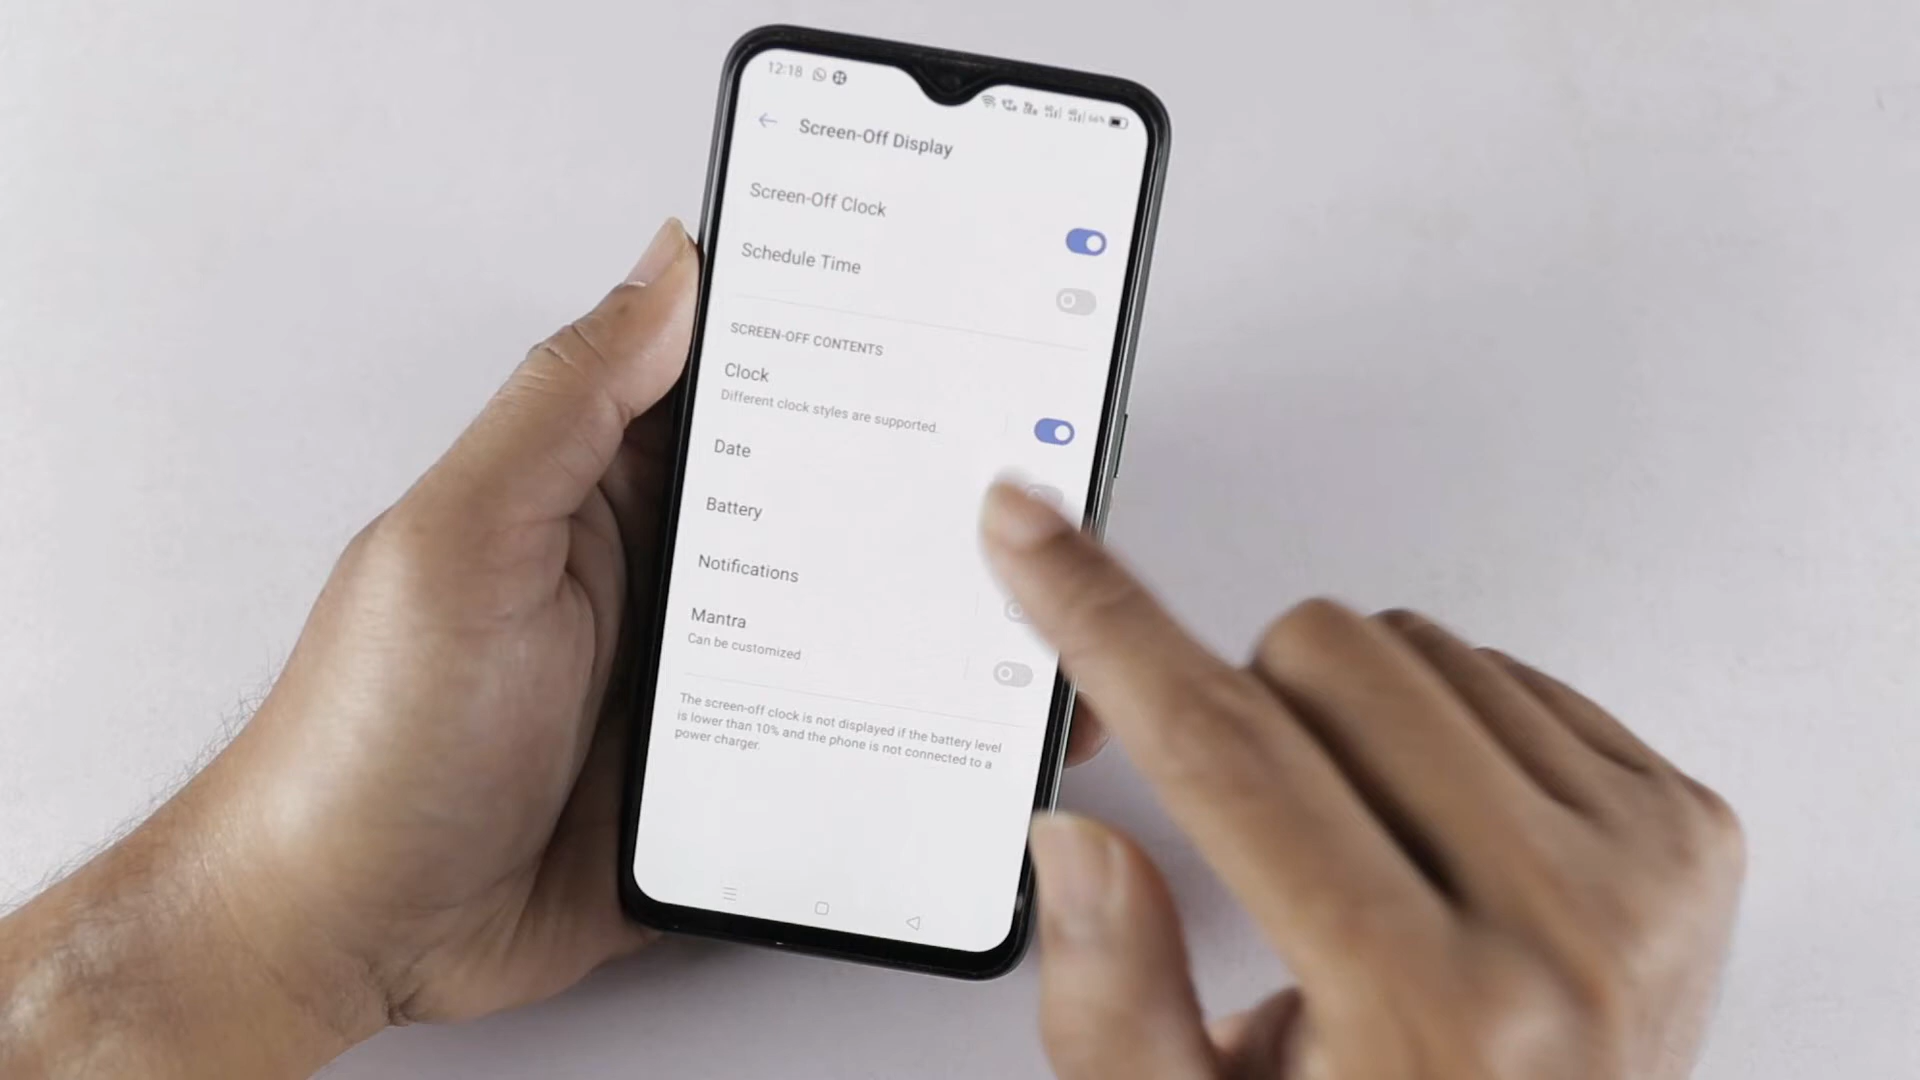 12:18
66%
Screen-Off Display
Screen-Off Clock
Schedule Time
SCREEN-OFF CONTENTS
Clock
Different clock styles are supported.
Date
Battery
Notifications
Mantra
Can be customized
The screen-off clock is not displayed if the battery level
is lower than 10% and the phone is not connected to a
power charger.